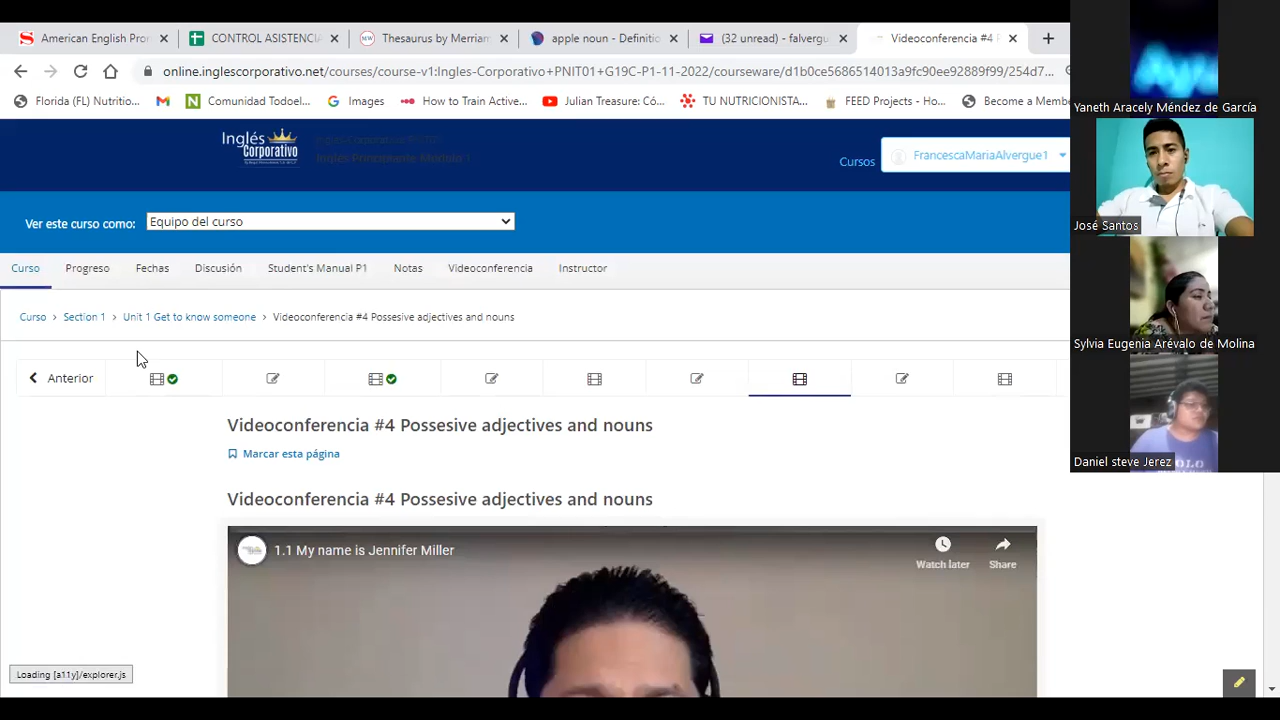 American English Pron
CONTROL ASISTENCIA
Thesaurus by Merriam
apple noun - Definitio
(32 unread) - falvergu
Videoconferencia #4 P
online.inglescorporativo.net/courses/course-v1:Ingles-Corporativo+PNIT01+G19C-P1-11-2022/courseware/d1b0ce5686514013a9fc90ee92889f99/254d7...
Florida (FL) Nutritio...
Comunidad Todoel...
Images
How to Train Active...
Julian Treasure: Có...
TU NUTRICIONISTA...
FEED Projects - Ho...
Become a Membe
Inglés
Corporativo
Cursos
FrancescaMariaAlvergue1
Ver este curso como:
Equipo del curso
Curso
Progreso
Fechas
Discusión
Student's Manual P1
Notas
Videoconferencia
Instructor
Curso
Section 1
Unit 1 Get to know someone
Videoconferencia #4 Possesive adjectives and nouns
Anterior
Videoconferencia #4 Possesive adjectives and nouns
Marcar esta página
Videoconferencia #4 Possesive adjectives and nouns
1.1 My name is Jennifer Miller
Watch later
Share
Loading [a11y]/explorer.js
Yaneth Aracely Méndez de García
José Santos
Sylvia Eugenia Arévalo de Molina
Daniel steve Jerez